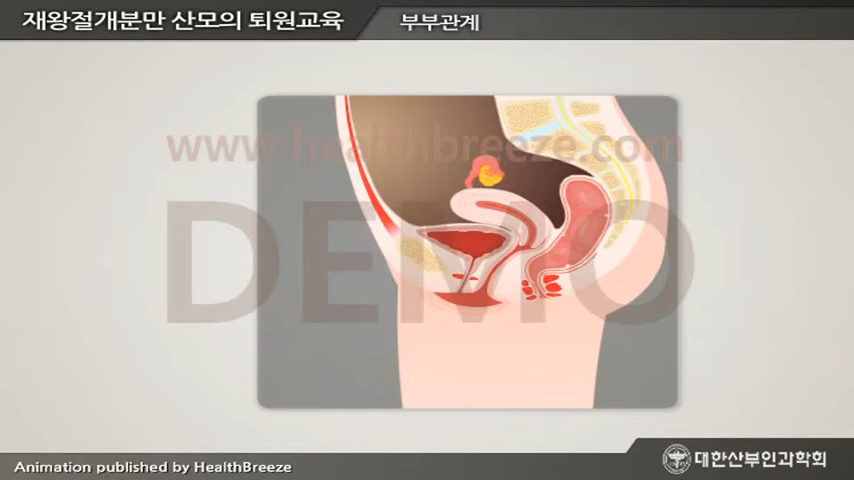 재왕절개분만 산모의 퇴원교육 부부관계
www.healthbreeze.com
DEMO
Animation published by HealthBreeze
대한산부인과학회